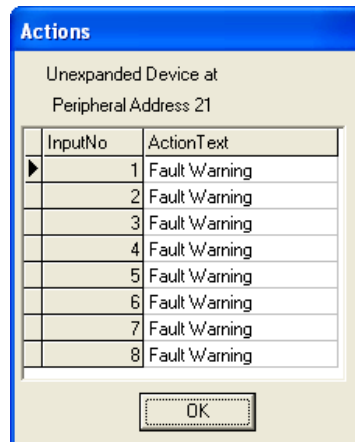 Actions
Unexpanded Device at
Peripheral Address 21
InputNo ActionText
1 Fault Warning
2 Fault Warning
3 Fault Warning
4 Fault Warning
5 Fault Warning
6 Fault Warning
7 Fault Warning
8 Fault Warning
OK